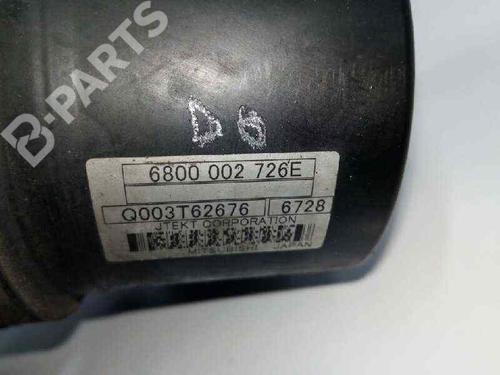 B-PARTS
D6
6800 002 726E
Q003T62676 6728
JTEKT CORPORATION
MITSUBISHI JAPAN